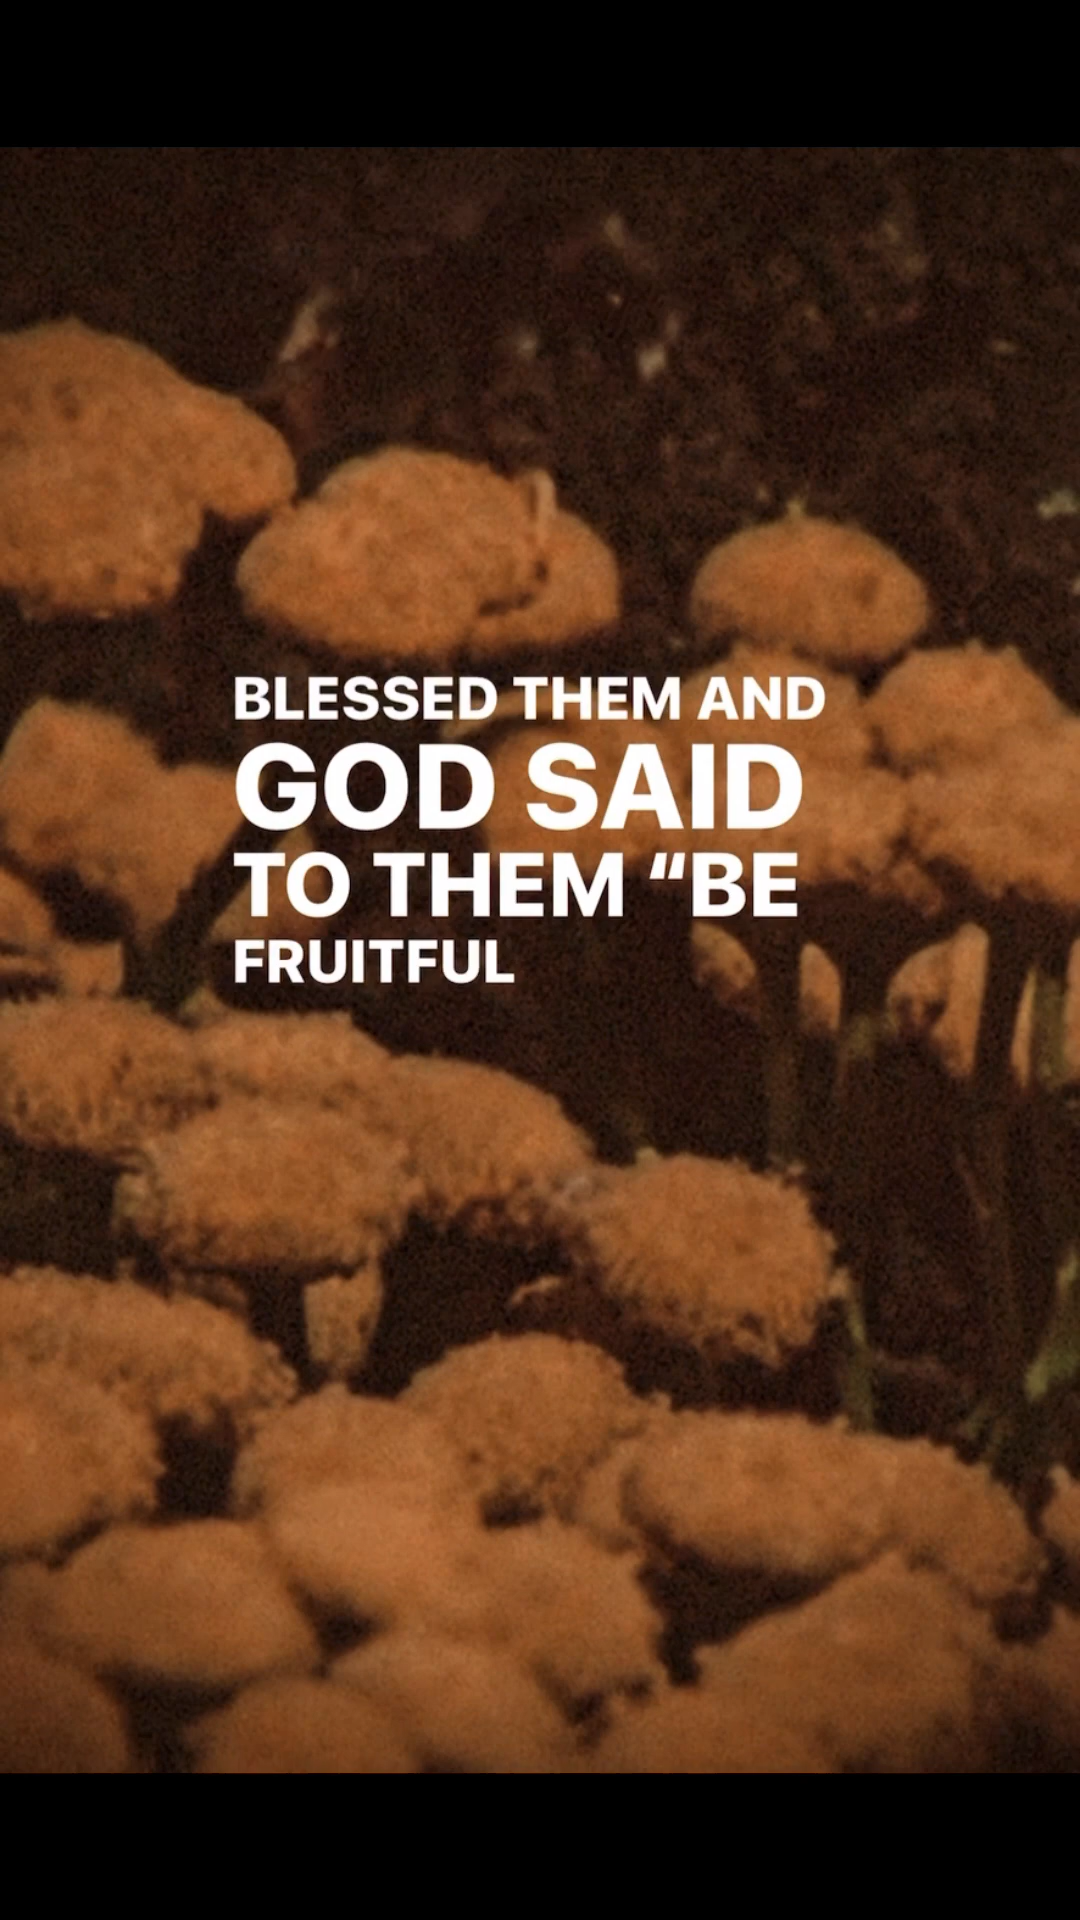 BLESSED THEM AND
GOD SAID
TO THEM “BE
FRUITFUL